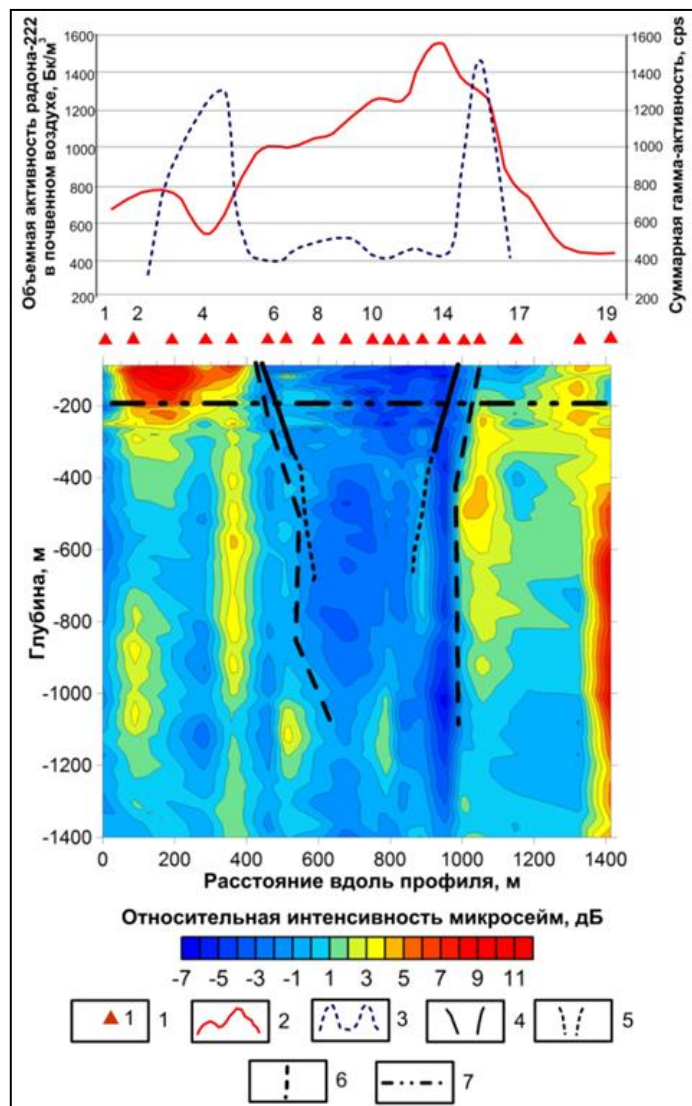 Объемная активность радона-222
в почвенном воздухе, Бк/м³
1600
1400
1200
1000
800
600
400
200
1600
1400
1200
1000
800
600
400
200
Суммарная гамма-активность, cps
1 2 4 6 8 10 14 17 19
Глубина, м
-200
-400
-600
-800
-1000
-1200
-1400
0 200 400 600 800 1000 1200 1400
Расстояние вдоль профиля, м
Относительная интенсивность микросейм, дБ
-7 -5 -3 -1 1 3 5 7 9 11
1 1 2 3 4 5
6 7